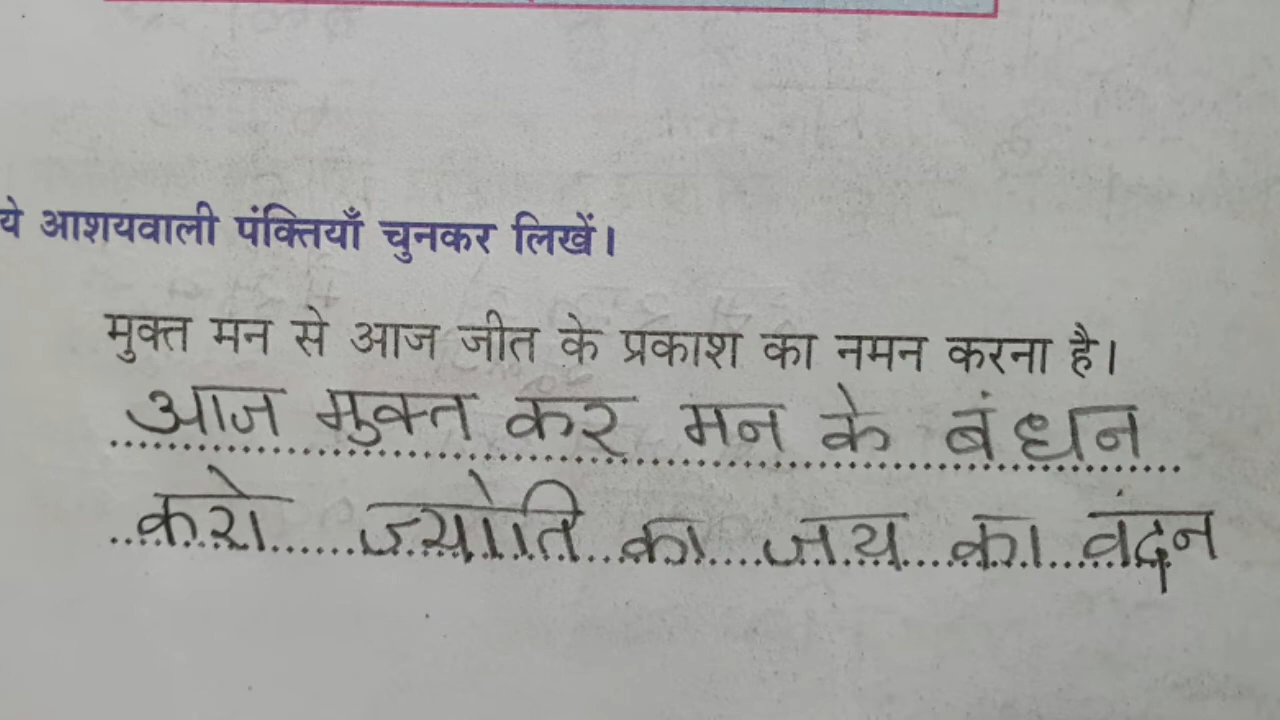 ये आशयवाली पंक्तियाँ चुनकर लिखें।
मुक्त मन से आज जीत के प्रकाश का नमन करना है।
आज मुक्त कर मन के बंधन
करो ज्योति का जय का वंदन